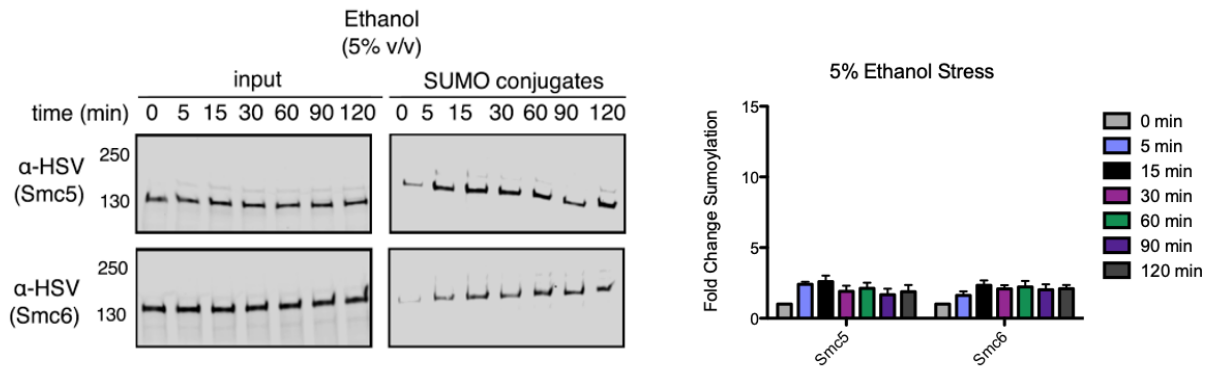 Ethanol
(5% v/v)
input
SUMO conjugates
time (min) 0 5 15 30 60 90 120
0 5 15 30 60 90 120
α-HSV
(Smc5)
250
130
α-HSV
(Smc6)
250
130
5% Ethanol Stress
Fold Change Sumoylation
15
10
5
0
Smc5
Smc6
0 min
5 min
15 min
30 min
60 min
90 min
120 min